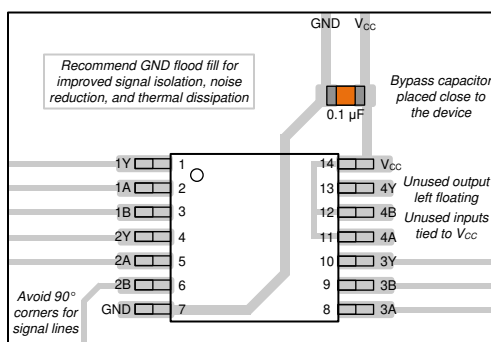 GND V_CC
Recommend GND flood fill for
improved signal isolation, noise
reduction, and thermal dissipation
Bypass capacitor
placed close to
the device
0.1 µF
1Y 1 14 V_CC
1A 2 13 4Y
1B 3 12 4B
2Y 4 11 4A
2A 5 10 3Y
2B 6 9 3B
GND 7 8 3A
Unused output
left floating
Unused inputs
tied to V_CC
Avoid 90°
corners for
signal lines